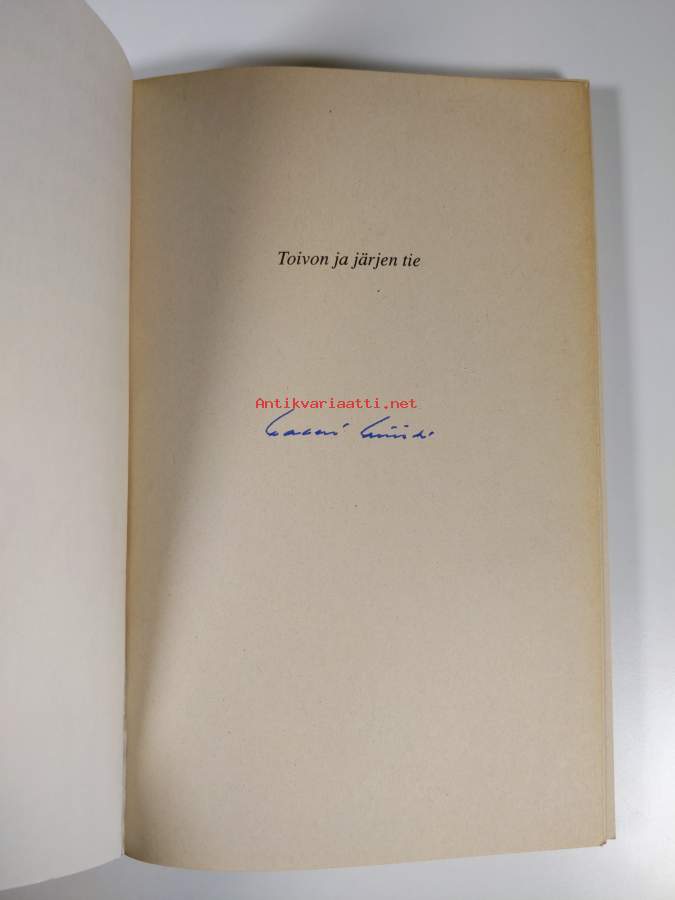 Toivon ja järjen tie
Antikvariaatti.net